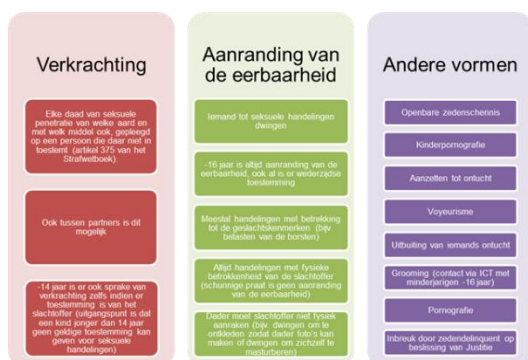 Verkrachting
Elke daad van seksuele
penetratie van welke aard en
met welk middel ook, gepleegd
op een persoon die daar niet in
toestemt (artikel 375 van het
Strafwetboek).
Ook tussen partners is dit
mogelijk
-14 jaar is er ook sprake van
verkrachting zelfs indien er
toestemming is van het
slachtoffer (uitgangspunt is dat
een kind jonger dan 14 jaar
geen geldige toestemming kan
geven voor seksuele
handelingen)
Aanranding van
de eerbaarheid
Iemand tot seksuele handelingen
dwingen
-16 jaar is altijd aanranding van de
eerbaarheid, ook al is er wederzijdse
toestemming
Meestal handelingen met betrekking
tot de geslachtskenmerken (bijv.
betasten van de borsten)
Altijd handelingen met fysieke
betrokkenheid van de slachtoffer
(schunnige praat is geen aanranding
van de eerbaarheid)
Dader moet slachtoffer niet fysiek
aanraken (bijv. dwingen om te
ontkleden zodat dader foto's kan
maken of dwingen om zichzelf te
masturberen)
Andere vormen
Openbare zedenschennis
Kinderpornografie
Aanzetten tot ontucht
Voyeurisme
Uitbuiting van iemands ontucht
Grooming (contact via ICT met
minderjarigen -16 jaar)
Pornografie
Inbreuk door zedendelinquent op
beslissing van Justitie